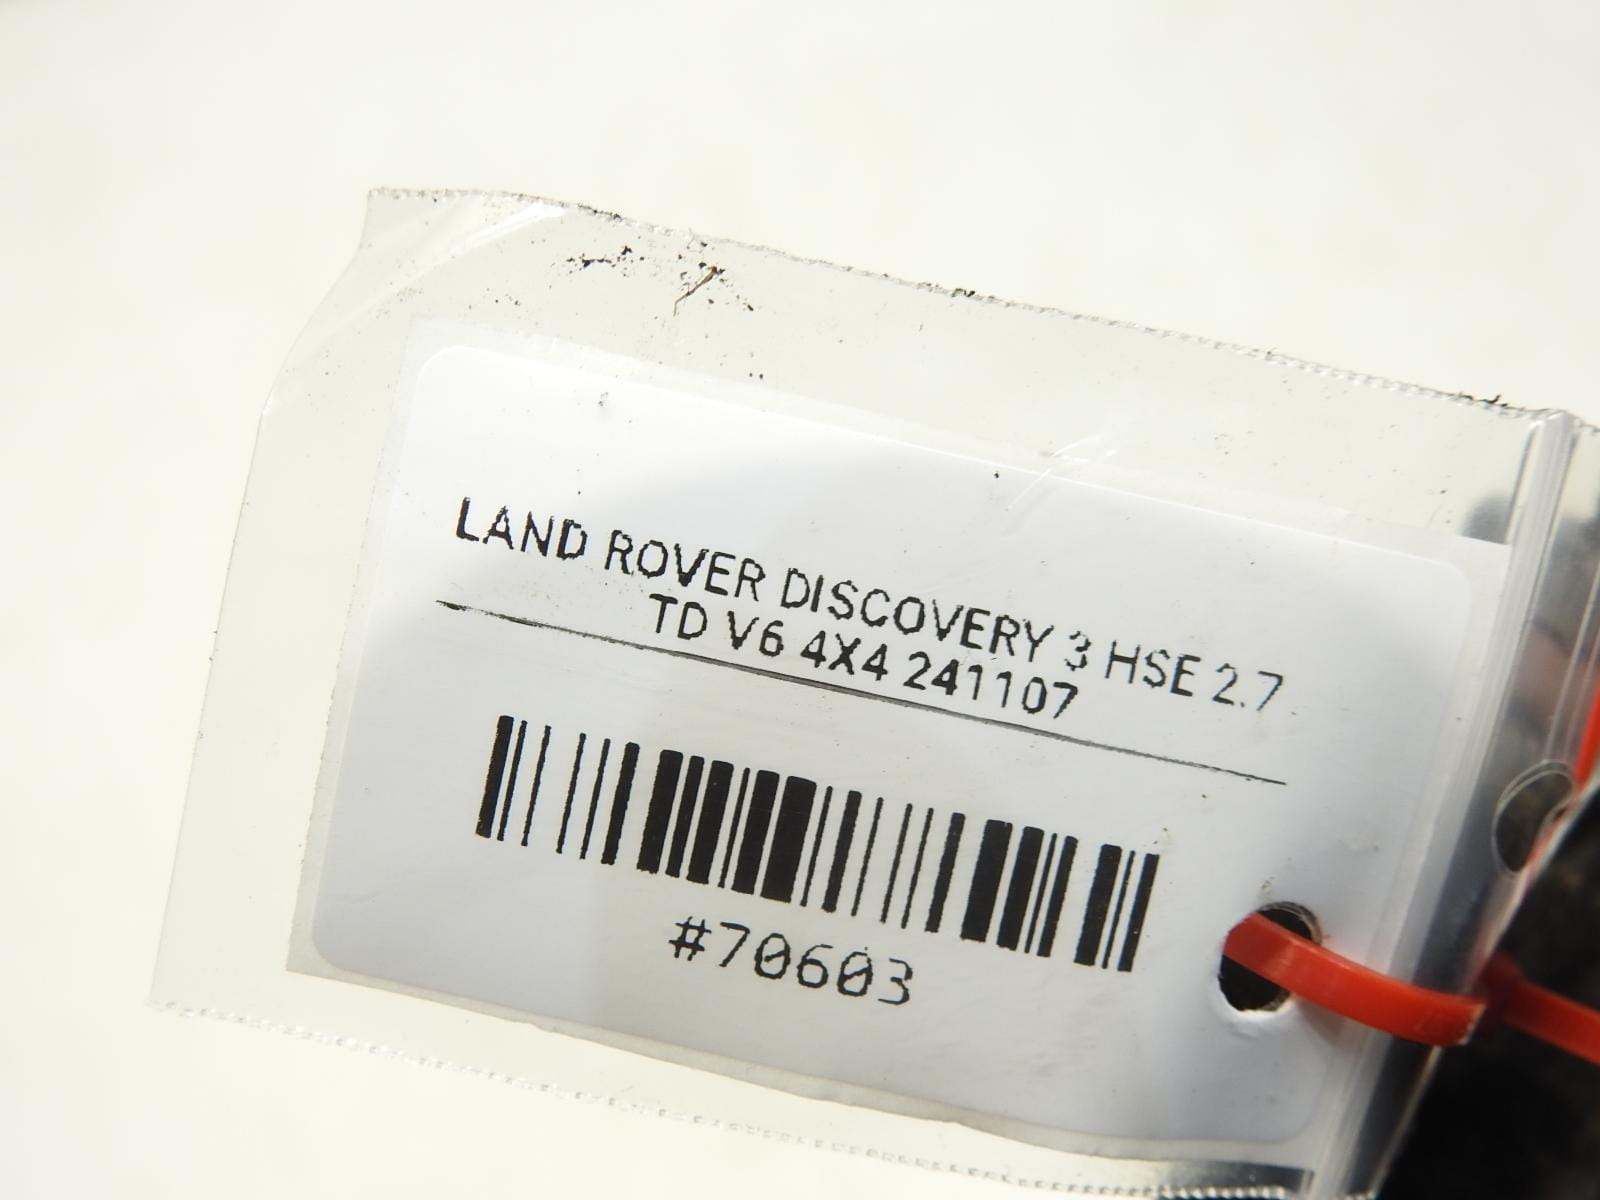 LAND ROVER DISCOVERY 3 HSE 2.7
TD V6 4X4 241107
#70603